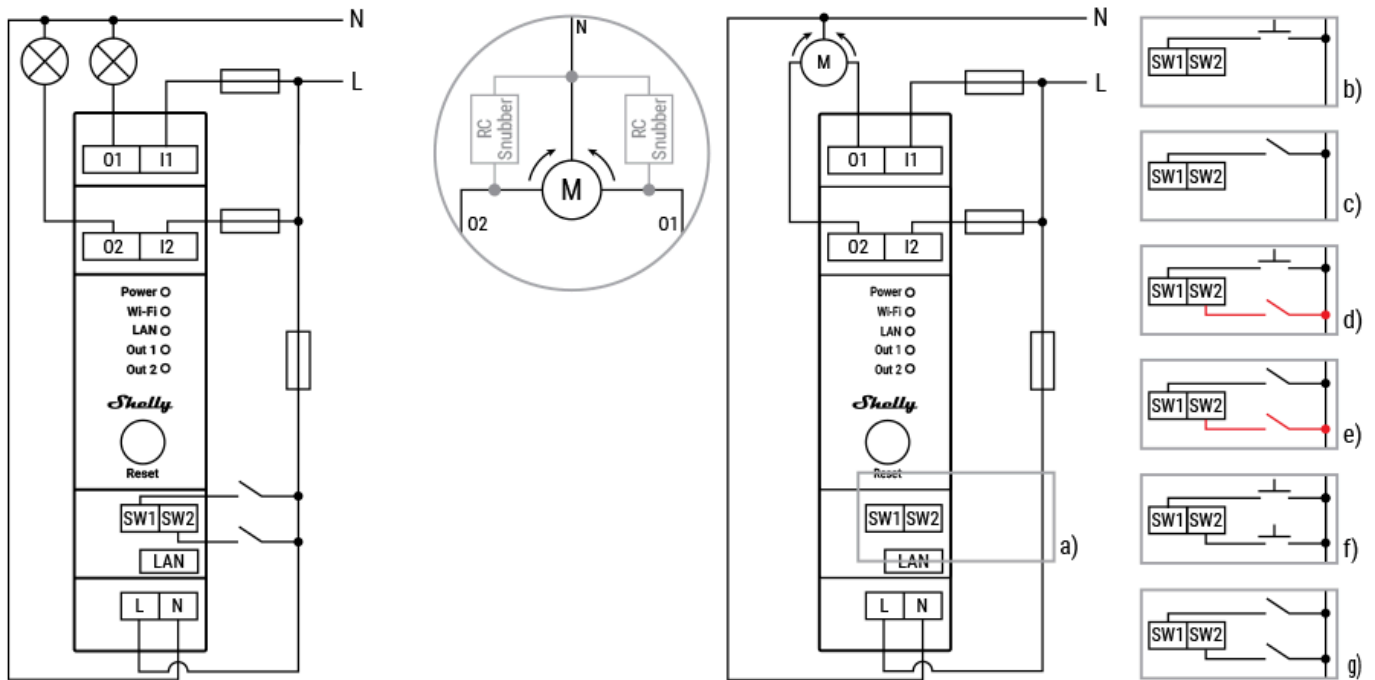 N
L
O1 I1
O2 I2
Power
Wi-Fi
LAN
Out 1
Out 2
Shelly
Reset
SW1 SW2
LAN
L N
N
RC Snubber
RC Snubber
M
O2
O1
N
M
L
O1 I1
O2 I2
Power
Wi-Fi
LAN
Out 1
Out 2
Shelly
Reset
SW1 SW2
a)
LAN
L N
SW1 SW2
b)
SW1 SW2
c)
SW1 SW2
d)
SW1 SW2
e)
SW1 SW2
f)
SW1 SW2
g)